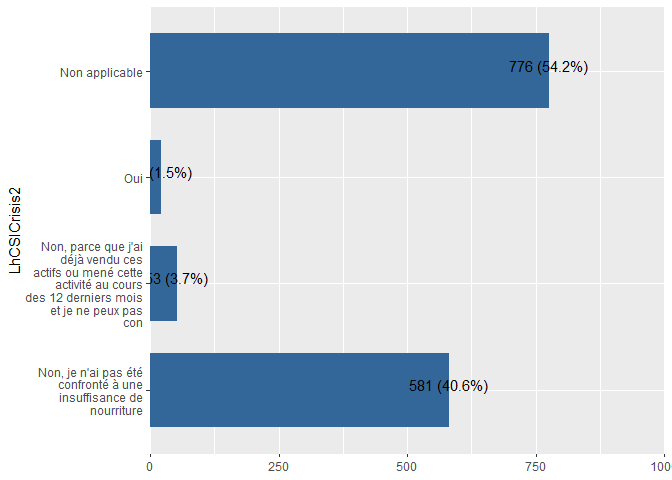 LhCSICrisis2
Non applicable
776 (54.2%)
Oui
(1.5%)
Non, parce que j'ai
déjà vendu ces
actifs ou mené cette
activité au cours
des 12 derniers mois
et je ne peux pas
con
53 (3.7%)
Non, je n'ai pas été
confronté à une
insuffisance de
nourriture
581 (40.6%)
0
250
500
750